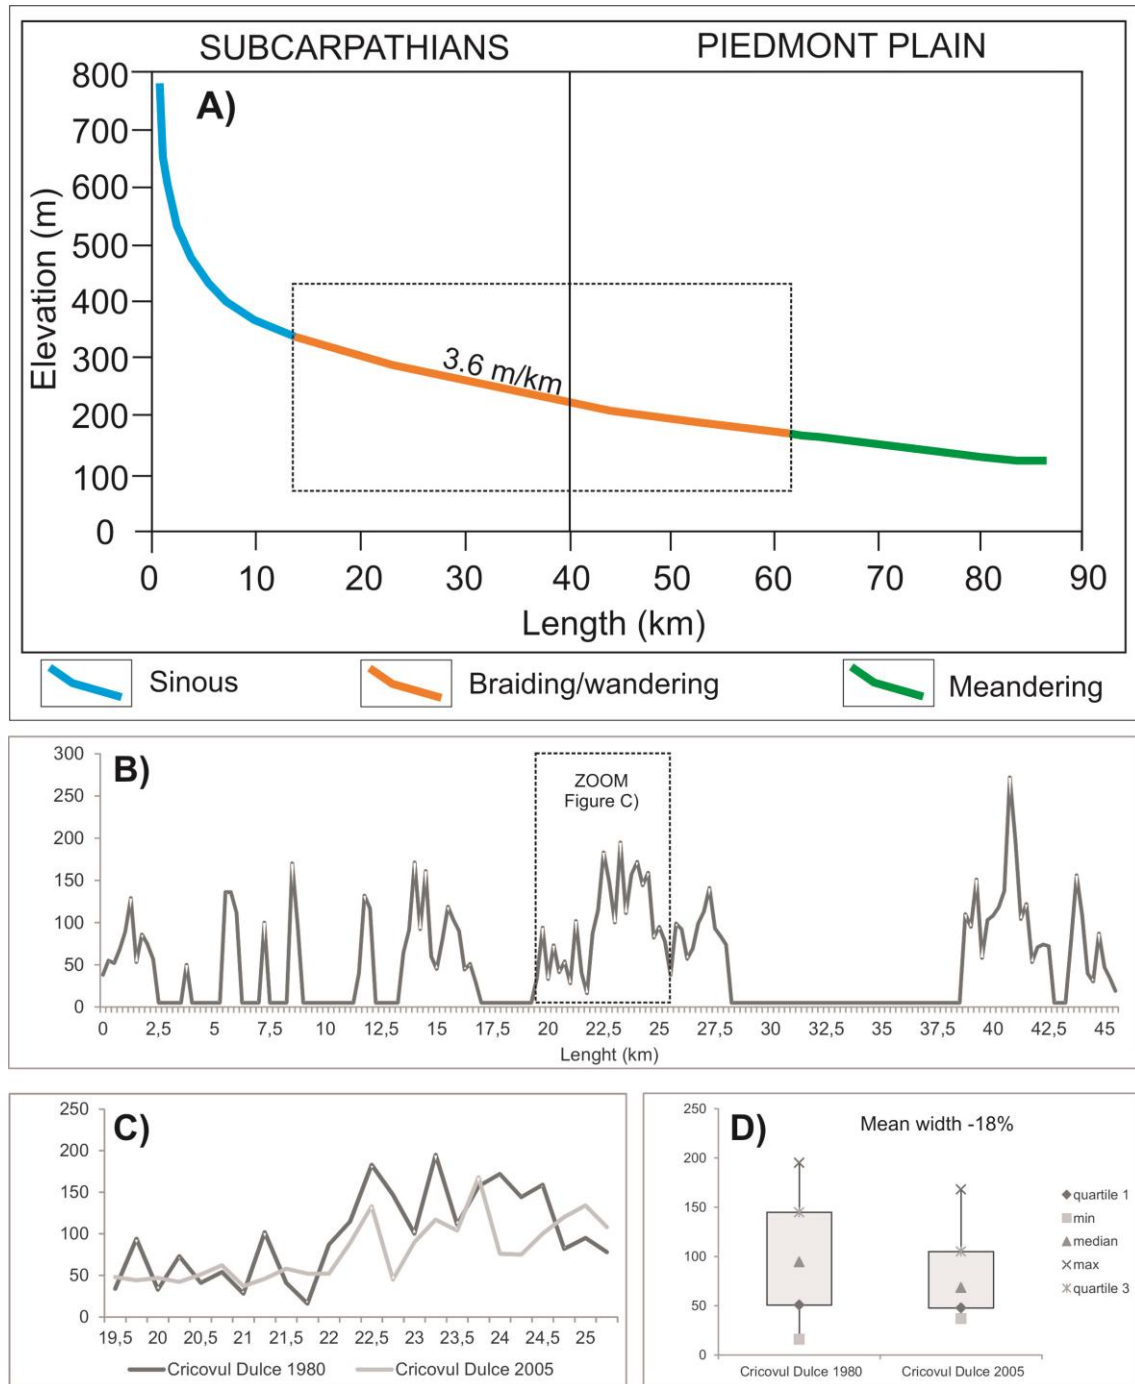 SUBCARPATHIANS PIEDMONT PLAIN
A)
Elevation (m)
800
700
600
500
400
300
200
100
0
3.6 m/km
0 10 20 30 40 50 60 70 80 90
Length (km)
Sinous Braiding/wandering Meandering
B)
300
250
200
150
100
50
0
ZOOM
Figure C)
0 2,5 5 7,5 10 12,5 15 17,5 20 22,5 25 27,5 30 32,5 35 37,5 40 42,5 45
Lenght (km)
C)
250
200
150
100
50
0
19,5 20 20,5 21 21,5 22 22,5 23 23,5 24 24,5 25
Cricovul Dulce 1980 Cricovul Dulce 2005
D)
Mean width -18%
250
200
150
100
50
0
Cricovul Dulce 1980 Cricovul Dulce 2005
quartile 1
min
median
max
quartile 3